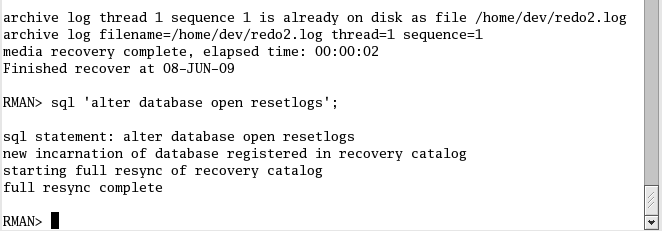 archive log thread 1 sequence 1 is already on disk as file /home/dev/redo2.log
archive log filename=/home/dev/redo2.log thread=1 sequence=1
media recovery complete, elapsed time: 00:00:02
Finished recover at 08-JUN-09
RMAN> sql 'alter database open resetlogs';
sql statement: alter database open resetlogs
new incarnation of database registered in recovery catalog
starting full resync of recovery catalog
full resync complete
RMAN>